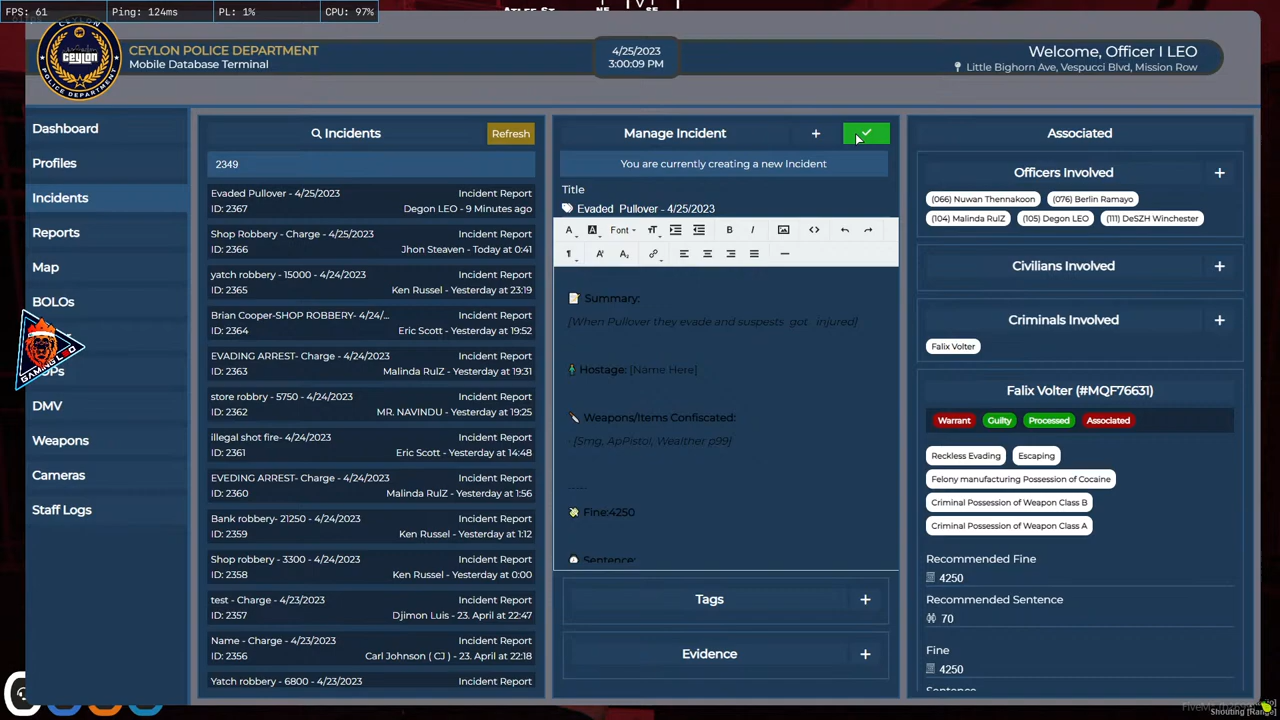 FPS: 61
Ping: 124ms
PL: 1%
CPU: 97%
NE
SE
ceylon
POLICE DEPARTMENT
CEYLON POLICE DEPARTMENT
Mobile Database Terminal
4/25/2023
3:00:09 PM
Welcome, Officer I LEO
Little Bighorn Ave, Vespucci Blvd, Mission Row
Dashboard
Profiles
Incidents
Reports
Map
BOLOs
DMV
Weapons
Cameras
Staff Logs
GAMING LEO
Incidents
Refresh
2349
Evaded Pullover - 4/25/2023 Incident Report
ID: 2367 Degon LEO - 9 Minutes ago
Shop Robbery - Charge - 4/25/2023 Incident Report
ID: 2366 Jhon Steaven - Today at 0:41
yatch robbery - 15000 - 4/24/2023 Incident Report
ID: 2365 Ken Russel - Yesterday at 23:19
Brian Cooper-SHOP ROBBERY- 4/24/... Incident Report
ID: 2364 Eric Scott - Yesterday at 19:52
EVADING ARREST- Charge - 4/24/2023 Incident Report
ID: 2363 Malinda RulZ - Yesterday at 19:31
store robbry - 5750 - 4/24/2023 Incident Report
ID: 2362 MR. NAVINDU - Yesterday at 19:25
illegal shot fire- 4/24/2023 Incident Report
ID: 2361 Eric Scott - Yesterday at 14:48
EVEDING ARREST- Charge - 4/24/2023 Incident Report
ID: 2360 Malinda RulZ - Yesterday at 1:56
Bank robbery- 21250 - 4/24/2023 Incident Report
ID: 2359 Ken Russel - Yesterday at 1:12
Shop robbery - 3300 - 4/24/2023 Incident Report
ID: 2358 Ken Russel - Yesterday at 0:00
test - Charge - 4/23/2023 Incident Report
ID: 2357 Djimon Luis - 23. April at 22:47
Name - Charge - 4/23/2023 Incident Report
ID: 2356 Carl Johnson ( CJ ) - 23. April at 22:18
Yatch robbery - 6800 - 4/23/2023 Incident Report
Manage Incident
You are currently creating a new Incident
Title
Evaded Pullover - 4/25/2023
Font
Summary:
[When Pullover they evade and suspests got injured]
Hostage: [Name Here]
Weapons/Items Confiscated:
· [Smg, ApPistol, Wealther p99]
Fine:4250
Sentence:
Tags
Evidence
Associated
Officers Involved
(066) Nuwan Thennakoon
(076) Berlin Ramayo
(104) Malinda RulZ
(105) Degon LEO
(111) DeSZH Winchester
Civilians Involved
Criminals Involved
Falix Volter
Falix Volter (#MQF76631)
Warrant
Guilty
Processed
Associated
Reckless Evading
Escaping
Felony manufacturing Possession of Cocaine
Criminal Possession of Weapon Class B
Criminal Possession of Weapon Class A
Recommended Fine
4250
Recommended Sentence
70
Fine
4250
Sentence
Shouting [Range]